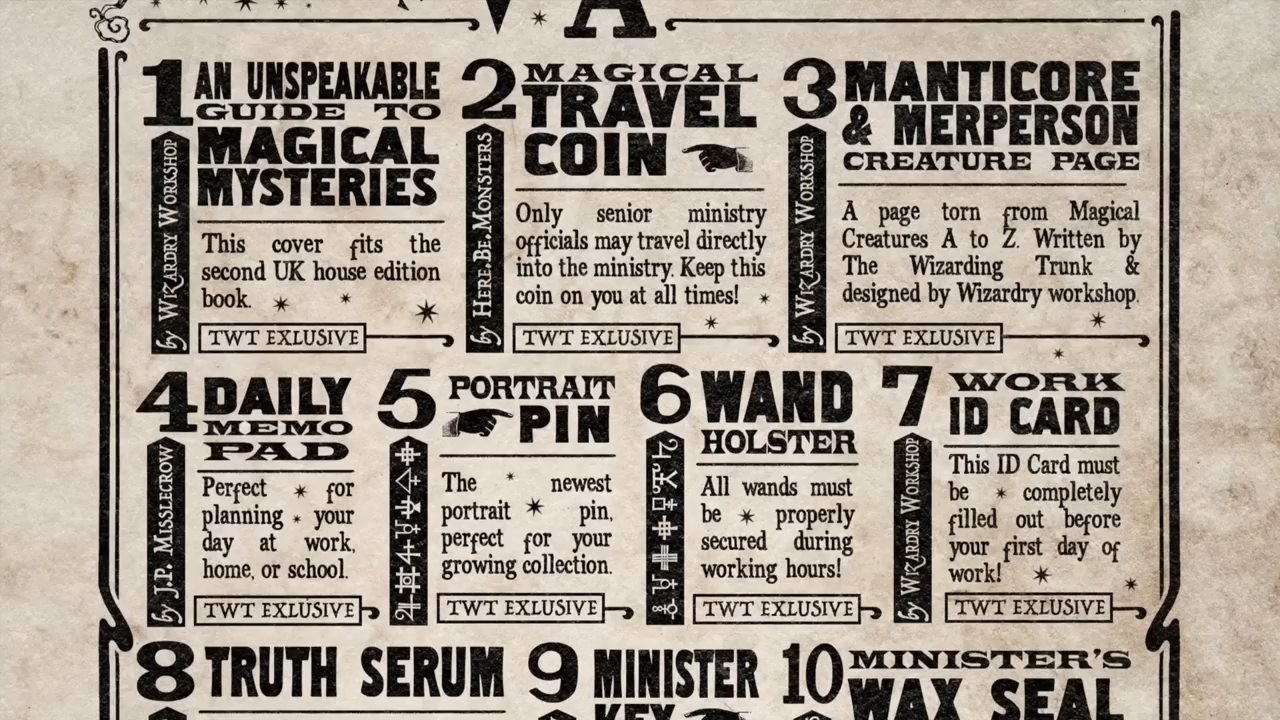 VA
1 AN UNSPEAKABLE
GUIDE TO
MAGICAL
MYSTERIES
by WIZARDRY WORKSHOP
This cover fits the
second UK house edition
book.
TWT EXLUSIVE
2 MAGICAL
TRAVEL
COIN
by HERE.BE.MONSTERS
Only senior ministry
officials may travel directly
into the ministry. Keep this
coin on you at all times!
TWT EXLUSIVE
3 MANTICORE
& MERPERSON
CREATURE PAGE
by WIZARDRY WORKSHOP
A page torn from Magical
Creatures A to Z. Written by
The Wizarding Trunk &
designed by Wizardry workshop.
TWT EXLUSIVE
4 DAILY
MEMO
PAD
by J.P. MISSLECROW
Perfect for
planning your
day at work,
home, or school.
TWT EXLUSIVE
5 PORTRAIT
PIN
The newest
portrait pin,
perfect for your
growing collection.
TWT EXLUSIVE
6 WAND
HOLSTER
All wands must
be properly
secured during
working hours!
TWT EXLUSIVE
7 WORK
ID CARD
by WIZARDRY WORKSHOP
This ID Card must
be completely
filled out before
your first day of
work!
TWT EXLUSIVE
8 TRUTH SERUM
9 MINISTER
KEY
10 MINISTER'S
WAX SEAL